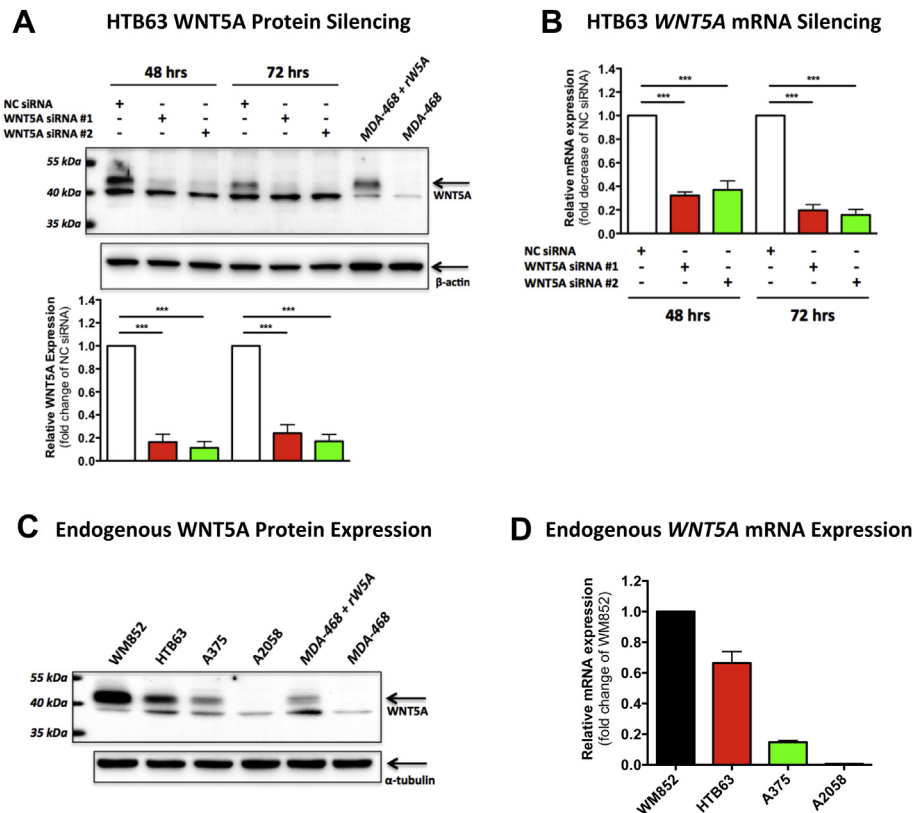 A HTB63 WNT5A Protein Silencing
48 hrs 72 hrs
NC siRNA + - - + - -
WNT5A siRNA #1 - + - - + -
WNT5A siRNA #2 - - + - - +
MDA-468 + rW5A
MDA-468
55 kDa
40 kDa
35 kDa
WNT5A
β-actin
Relative WNT5A Expression
(fold change of NC siRNA)
1.4
1.2
1.0
0.8
0.6
0.4
0.2
0.0
*** *** *** ***
B HTB63 WNT5A mRNA Silencing
Relative mRNA expression
(fold decrease of NC siRNA)
1.4
1.2
1.0
0.8
0.6
0.4
0.2
0.0
*** *** *** ***
NC siRNA + - - + - -
WNT5A siRNA #1 - + - - + -
WNT5A siRNA #2 - - + - - +
48 hrs 72 hrs
C Endogenous WNT5A Protein Expression
WM852
HTB63
A375
A2058
MDA-468 + rW5A
MDA-468
55 kDa
40 kDa
35 kDa
WNT5A
α-tubulin
D Endogenous WNT5A mRNA Expression
Relative mRNA expression
(fold change of WM852)
1.2
1.0
0.8
0.6
0.4
0.2
0.0
WM852
HTB63
A375
A2058